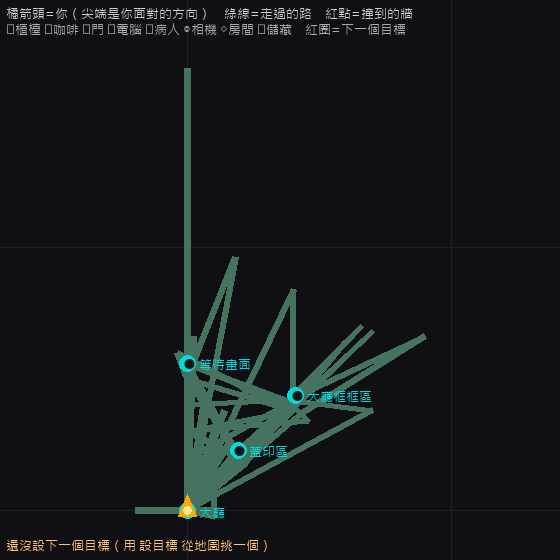 橘箭頭=你（尖端是你面對的方向） 綠線=走過的路 紅點=撞到的牆
櫃檯 咖啡 門 電腦 病人 相機 房間 儲藏 紅圈=下一個目標
等待畫面
大廳框框區
蓋印區
大廳
還沒設下一個目標（用 設目標 從地圖挑一個）